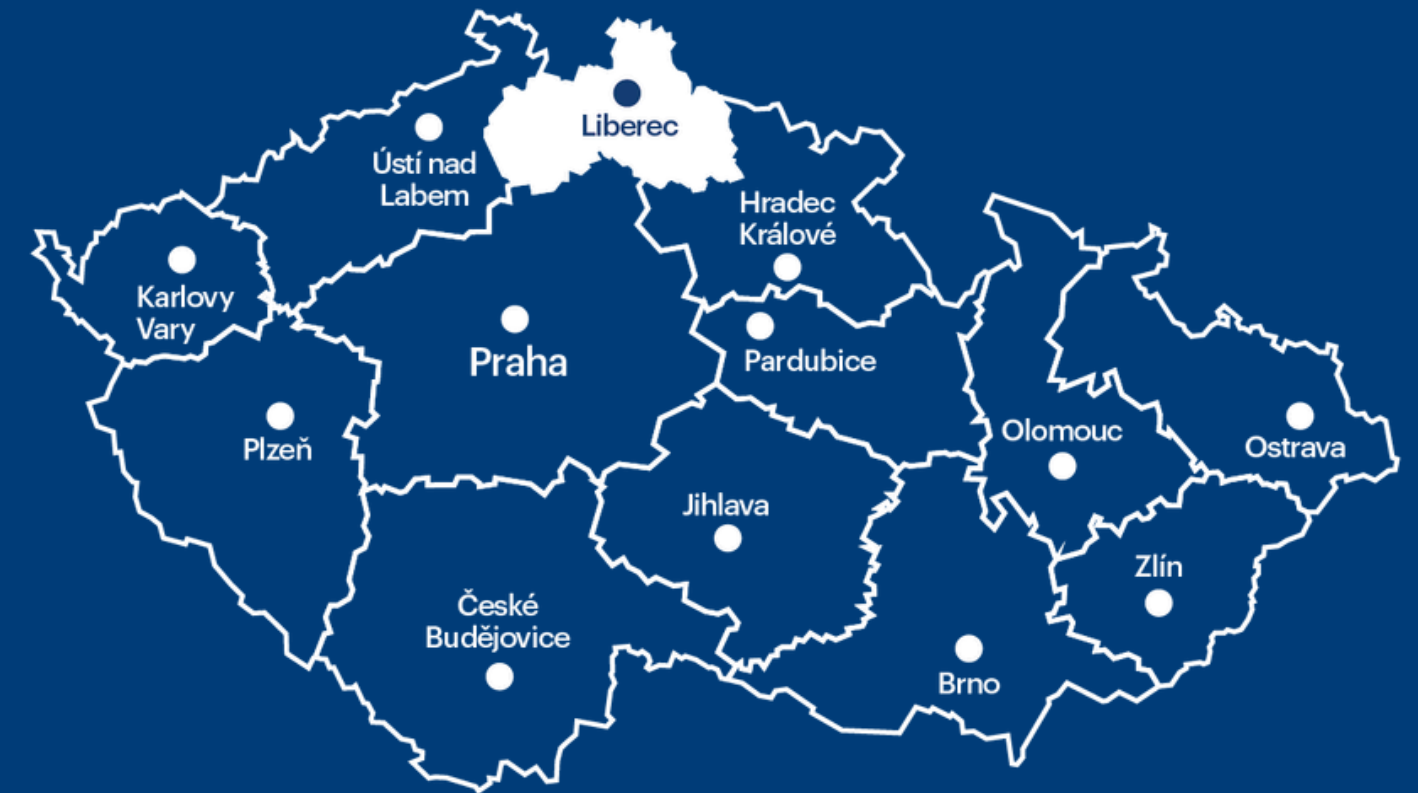 Liberec
Ústí nad
Labem
Hradec
Králové
Karlovy
Vary
Praha
Pardubice
Plzeň
Olomouc
Ostrava
Jihlava
Zlín
České
Budějovice
Brno